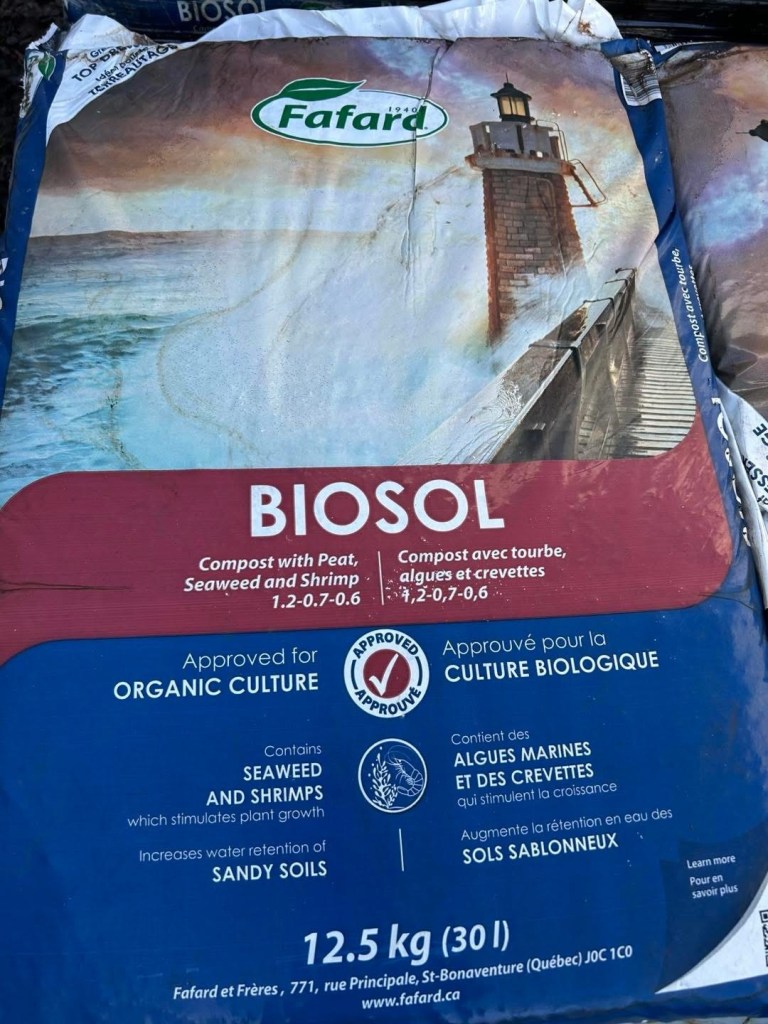 BIOSOL
TOP DR
TERREAUTAG
1940
Fafard
BIOSOL
Compost with Peat,
Seaweed and Shrimp
1.2-0.7-0.6
Compost avec tourbe,
algues et crevettes
1,2-0,7-0,6
Approved for
ORGANIC CULTURE
APPROVED
APPROUVÉ
Approuvé pour la
CULTURE BIOLOGIQUE
Contains
SEAWEED
AND SHRIMPS
which stimulates plant growth
Contient des
ALGUES MARINES
ET DES CREVETTES
qui stimulent la croissance
Increases water retention of
SANDY SOILS
Augmente la rétention en eau des
SOLS SABLONNEUX
Learn more
Pour en
savoir plus
12.5 kg (30 l)
Fafard et Frères , 771, rue Principale, St-Bonaventure (Québec) J0C 1C0
www.fafard.ca
Compost avec tourbe,